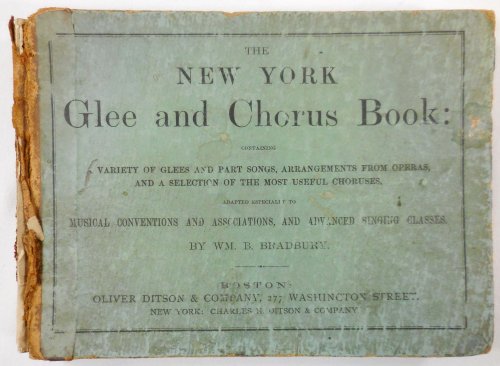 THE
NEW YORK
Glee and Chorus Book:
CONTAINING
VARIETY OF GLEES AND PART SONGS, ARRANGEMENTS FROM OPERAS,
AND A SELECTION OF THE MOST USEFUL CHORUSES,
ADAPTED ESPECIALLY TO
MUSICAL CONVENTIONS AND ASSOCIATIONS, AND ADVANCED SINGING CLASSES.
BY WM. B. BRADBURY.
BOSTON:
OLIVER DITSON & COMPANY, 277 WASHINGTON STREET.
NEW YORK: CHARLES H. DITSON & COMPANY